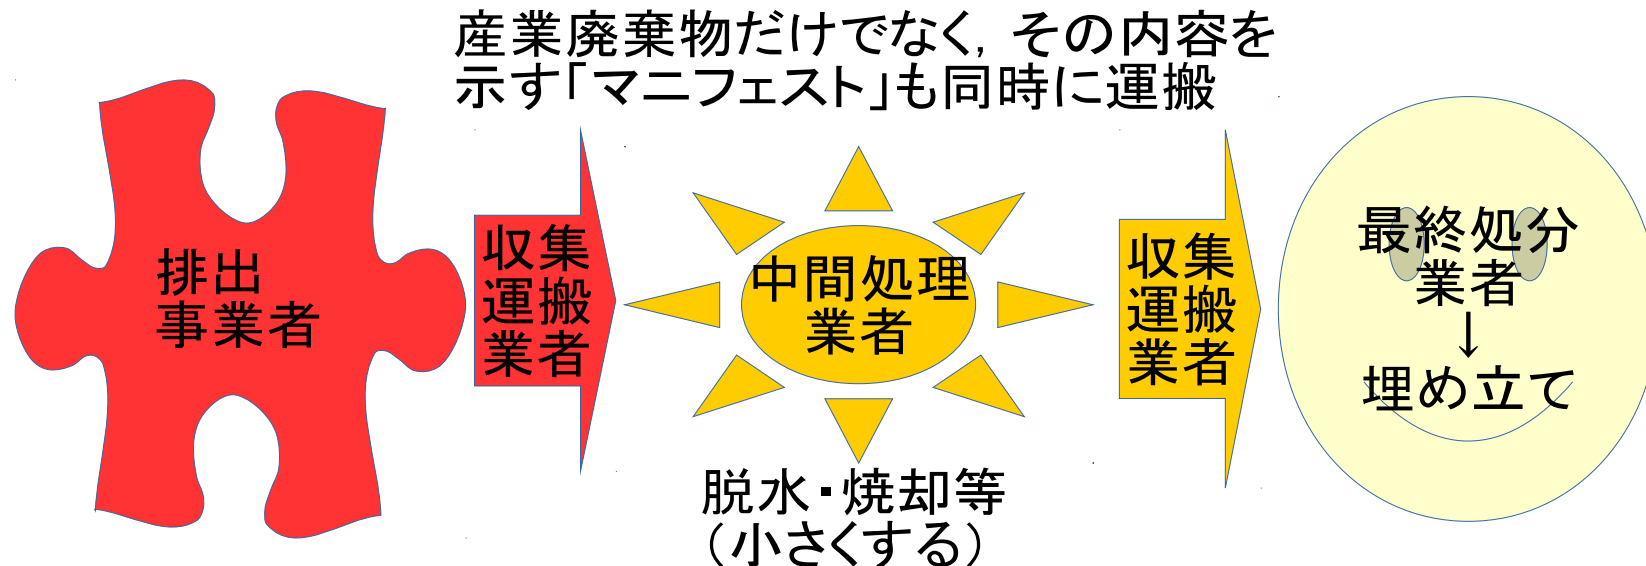 産業廃棄物だけでなく, その内容を
示す「マニフェスト」も同時に運搬
排出
事業者
収集
運搬
業者
中間処理
業者
脱水・焼却等
（小さくする）
収集
運搬
業者
最終処分
業者
↓
埋め立て